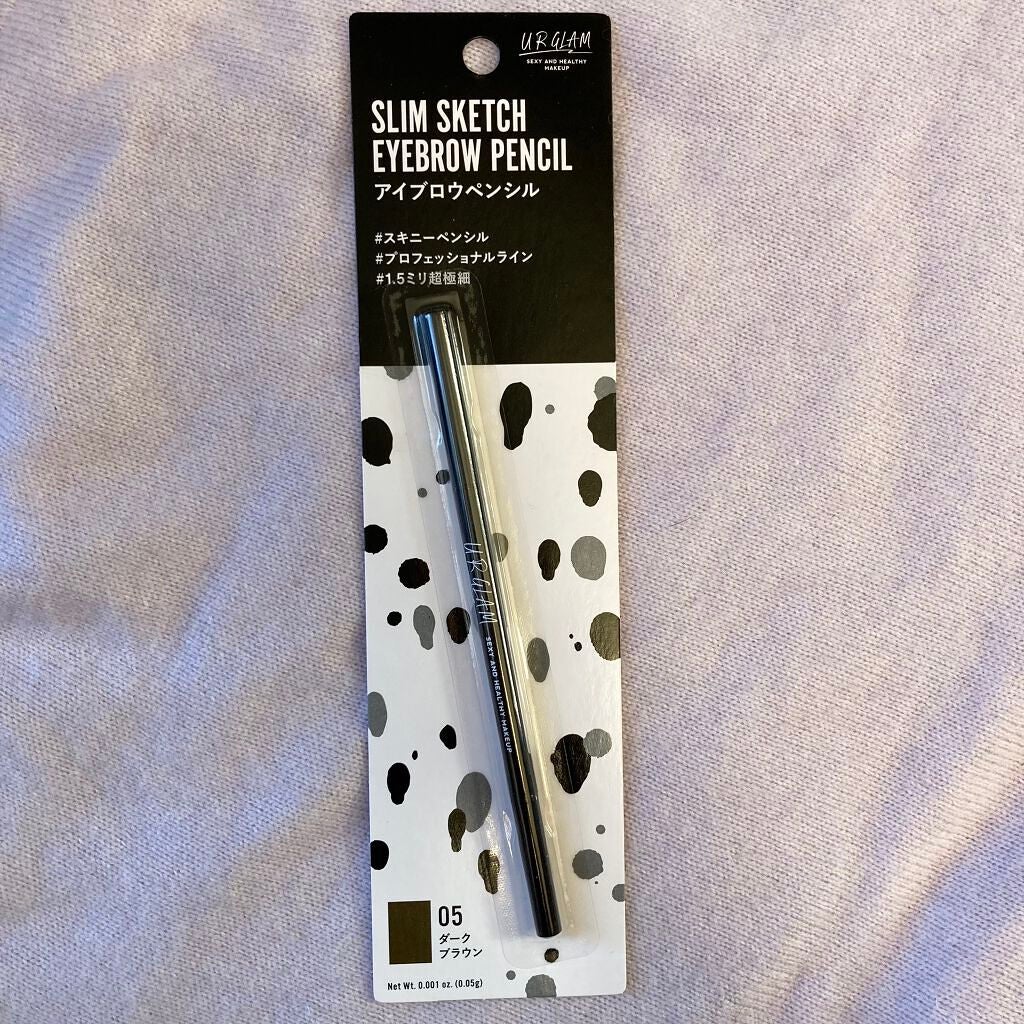 UR GLAM
SEXY AND HEALTHY
MAKEUP
SLIM SKETCH
EYEBROW PENCIL
アイブロウペンシル
#スキニーペンシル
#プロフェッショナルライン
#1.5ミリ超極細
UR GLAM
SEXY AND HEALTHY MAKEUP
05
ダーク
ブラウン
Net Wt. 0.001 oz. (0.05g)